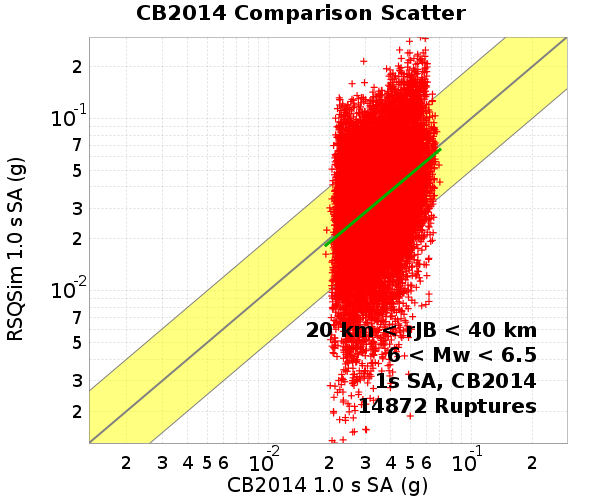 CB2014 Comparison Scatter
RSQSim 1.0 s SA (g)
2
10-1
7
5
3
2
10-2
7
5
3
2
20 km < rJB < 40 km
6 < Mw < 6.5
1s SA, CB2014
14872 Ruptures
2 3 4 5 6 10-2 2 3 4 5 6 10-1 2
CB2014 1.0 s SA (g)